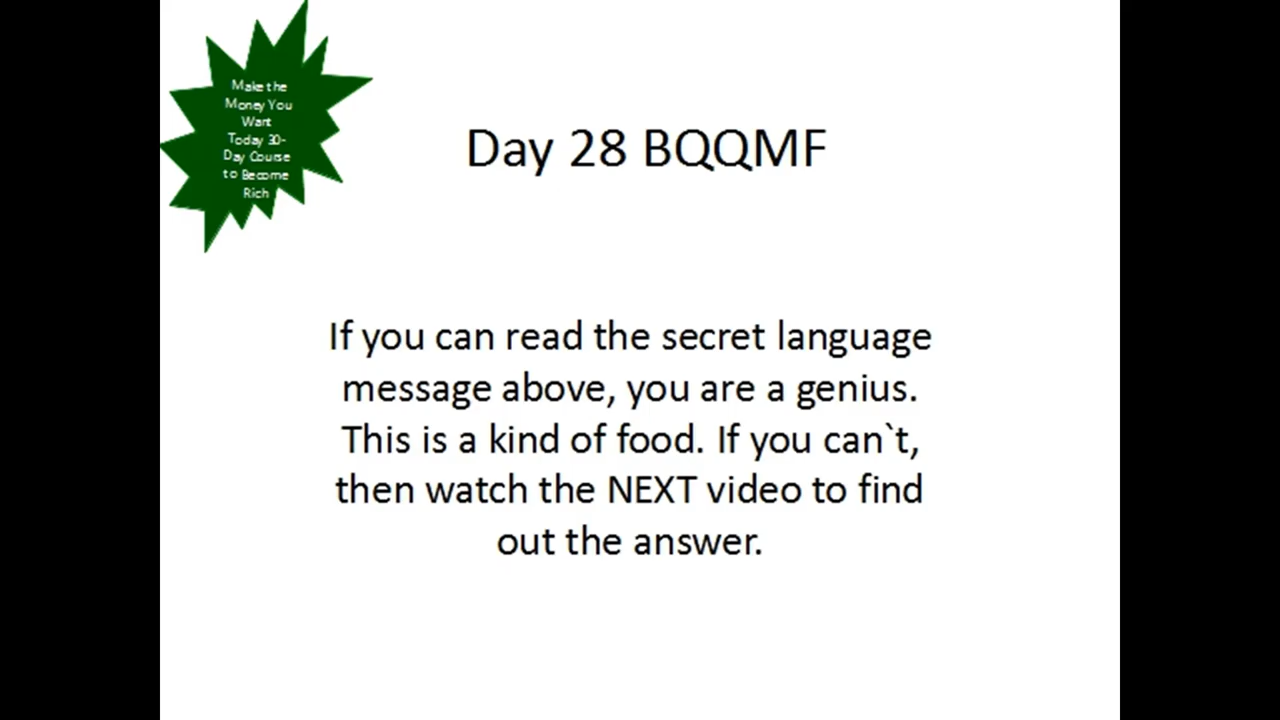 Make the
Money You
Want
Today 30-
Day Course
to Become
Rich
Day 28 BQQMF
If you can read the secret language
message above, you are a genius.
This is a kind of food. If you can`t,
then watch the NEXT video to find
out the answer.